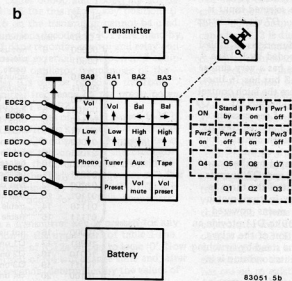 b
Transmitter
BA0 BA1 BA2 BA3
EDC2
EDC6
EDC3
EDC7
EDC1
EDC5
EDC0
EDC4
Vol ↓ Vol ↑ Bal ← Bal →
Low ↓ Low ↑ High ↓ High ↑
Phono Tuner Aux Tape
Preset Vol mute Vol preset
ON Stand by Pwr1 on Pwr1 off
Pwr2 on Pwr2 off Pwr3 on Pwr3 off
Q4 Q5 Q6 Q7
Q1 Q2 Q3
Battery
83051 5b